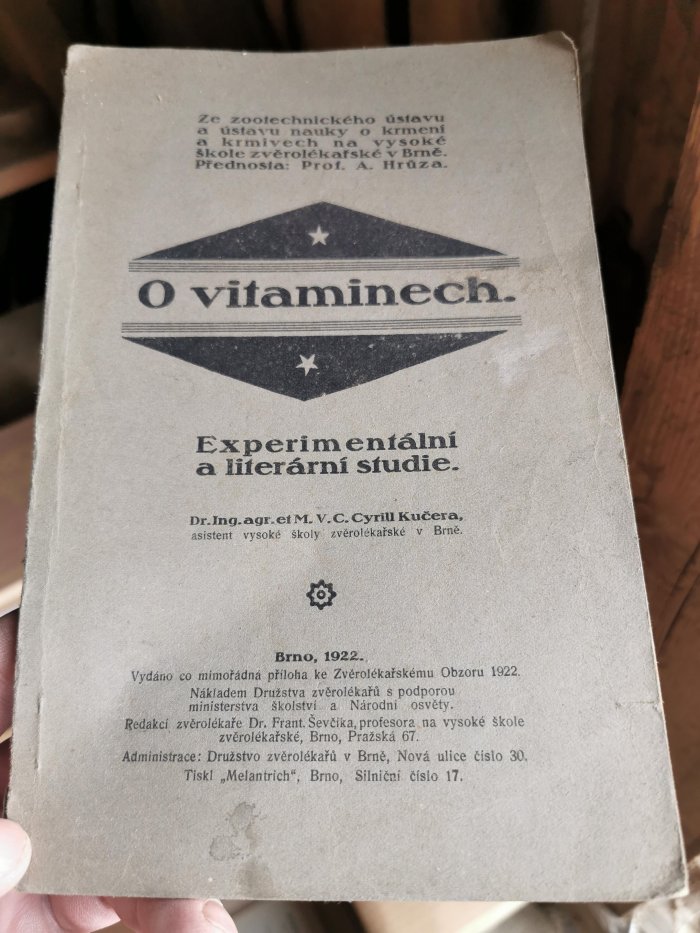 Ze zootechnického ústavu
a ústavu nauky o krmení
a krmivech na vysoké
škole zvěrolékařské v Brně.
Přednosta: Prof. A. Hrůza.
O vitaminech.
Experimentální
a literární studie.
Dr. Ing. agr. et M. V. C. Cyrill Kučera,
asistent vysoké školy zvěrolékařské v Brně.
Brno, 1922.
Vydáno co mimořádná příloha ke Zvěrolékařskému Obzoru 1922.
Nákladem Družstva zvěrolékařů s podporou
ministerstva školství a Národní osvěty.
Redakcí zvěrolékaře Dr. Frant. Ševčíka, profesora na vysoké škole
zvěrolékařské, Brno, Pražská 67.
Administrace: Družstvo zvěrolékařů v Brně, Nová ulice číslo 30.
Tiskl „Melantrich“, Brno, Silniční číslo 17.